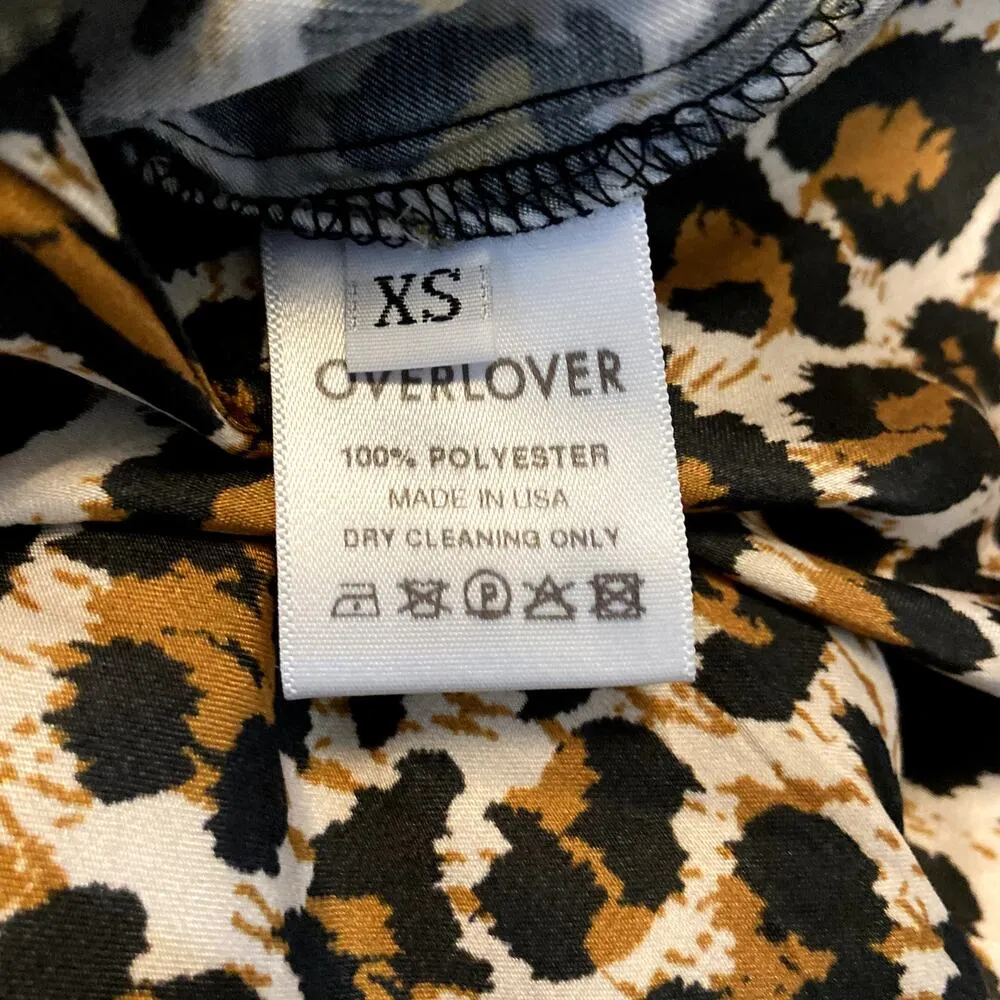 XS
OVERLOVER
100% POLYESTER
MADE IN USA
DRY CLEANING ONLY
P